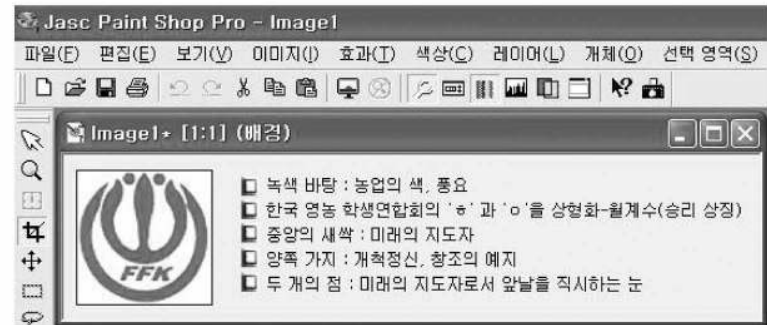 Jasc Paint Shop Pro - Image1
파일(F) 편집(E) 보기(V) 이미지(I) 효과(T) 색상(C) 레이어(L) 개체(O) 선택 영역(S)
Image1* [1:1] (배경)
녹색 바탕 : 농업의 색, 풍요
한국 영농 학생연합회의 'ㅎ' 과 'ㅇ'을 상형화-월계수(승리 상징)
중앙의 새싹 : 미래의 지도자
양쪽 가지 : 개척정신, 창조의 예지
두 개의 점 : 미래의 지도자로서 앞날을 직시하는 눈
FFK